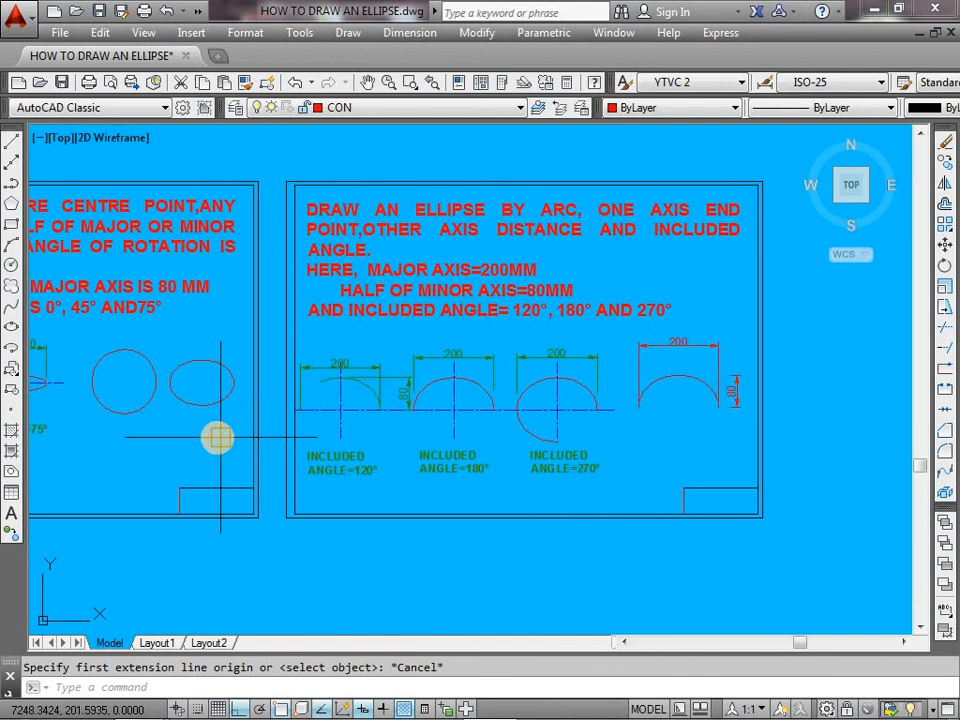 HOW TO DRAW AN ELLIPSE.dwg
Type a keyword or phrase
Sign In
File Edit View Insert Format Tools Draw Dimension Modify Parametric Window Help Express
HOW TO DRAW AN ELLIPSE*
YTVC 2
ISO-25
Standar
AutoCAD Classic
CON
ByLayer
ByLayer
ByL
[−][Top][2D Wireframe]
N
W TOP E
S
WCS
RE CENTRE POINT,ANY
LF OF MAJOR OR MINOR
ANGLE OF ROTATION IS
MAJOR AXIS IS 80 MM
S 0°, 45° AND75°
=75°
DRAW AN ELLIPSE BY ARC, ONE AXIS END
POINT,OTHER AXIS DISTANCE AND INCLUDED
ANGLE.
HERE, MAJOR AXIS=200MM
HALF OF MINOR AXIS=80MM
AND INCLUDED ANGLE= 120°, 180° AND 270°
200
200
200
200
80
80
INCLUDED
ANGLE=120°
INCLUDED
ANGLE=180°
INCLUDED
ANGLE=270°
Y
X
Model Layout1 Layout2
Specify first extension line origin or <select object>: *Cancel*
Type a command
7248.3424, 201.5935, 0.0000
MODEL
1:1